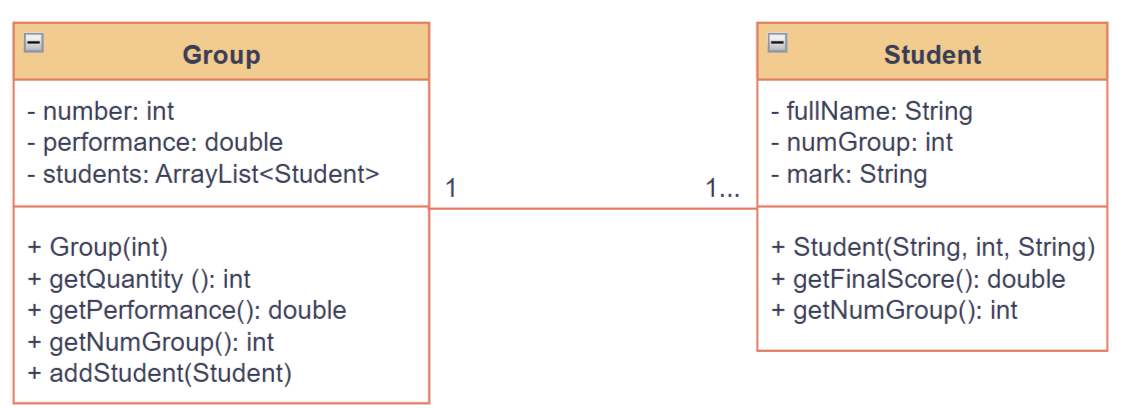 Group
- number: int
- performance: double
- students: ArrayList<Student>
+ Group(int)
+ getQuantity (): int
+ getPerformance(): double
+ getNumGroup(): int
+ addStudent(Student)
1
1...
Student
- fullName: String
- numGroup: int
- mark: String
+ Student(String, int, String)
+ getFinalScore(): double
+ getNumGroup(): int